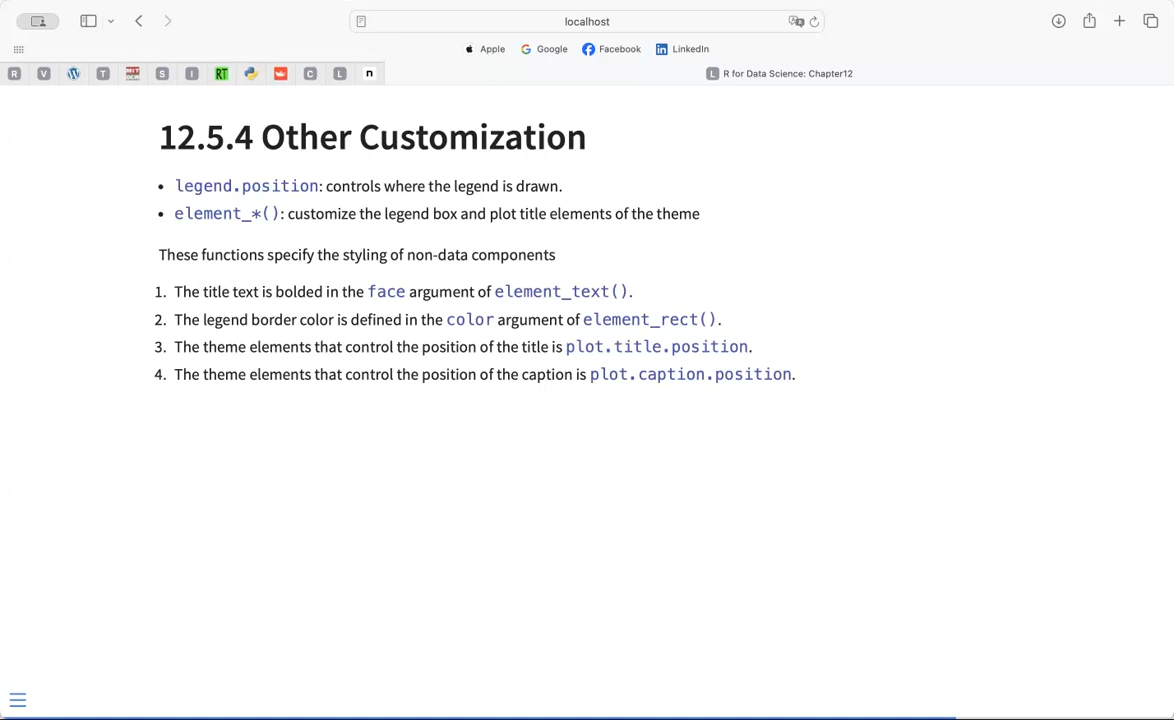 localhost
Apple
Google
Facebook
LinkedIn
R
V
T
S
I
RT
C
L
n
L R for Data Science: Chapter12
12.5.4 Other Customization
• legend.position: controls where the legend is drawn.
• element_*(): customize the legend box and plot title elements of the theme
These functions specify the styling of non-data components
1. The title text is bolded in the face argument of element_text().
2. The legend border color is defined in the color argument of element_rect().
3. The theme elements that control the position of the title is plot.title.position.
4. The theme elements that control the position of the caption is plot.caption.position.